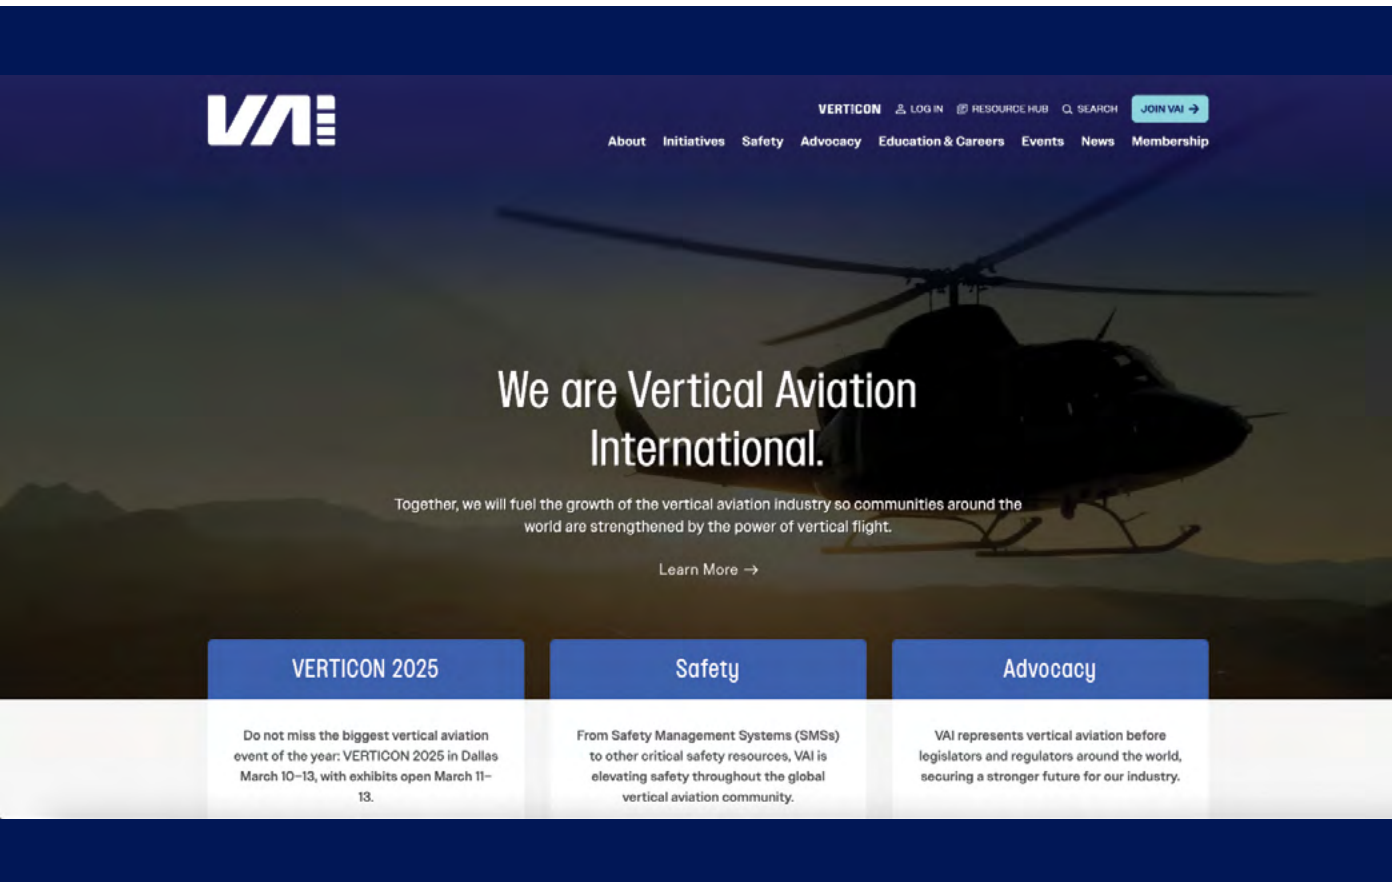 VAI
VERTICON LOG IN RESOURCE HUB SEARCH JOIN VAI →
About Initiatives Safety Advocacy Education & Careers Events News Membership
We are Vertical Aviation
International.
Together, we will fuel the growth of the vertical aviation industry so communities around the
world are strengthened by the power of vertical flight.
Learn More →
VERTICON 2025
Do not miss the biggest vertical aviation
event of the year: VERTICON 2025 in Dallas
March 10–13, with exhibits open March 11–
13.
Safety
From Safety Management Systems (SMSs)
to other critical safety resources, VAI is
elevating safety throughout the global
vertical aviation community.
Advocacy
VAI represents vertical aviation before
legislators and regulators around the world,
securing a stronger future for our industry.